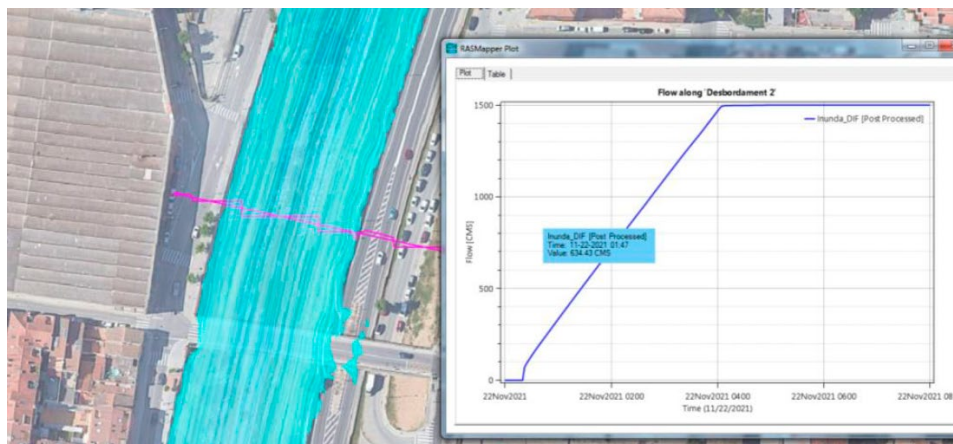 RASMapper Plot
Plot Table
Flow along 'Desbordament 2'
1500
Inunda_DIF [Post Processed]
1000
Flow [CMS]
Inunda_DIF [Post Processed]
Time: 11-22-2021 01:47
Value: 634.43 CMS
500
0
22Nov2021 22Nov2021 0200 22Nov2021 0400 22Nov2021 0600 22Nov2021 08
Time (11/22/2021)